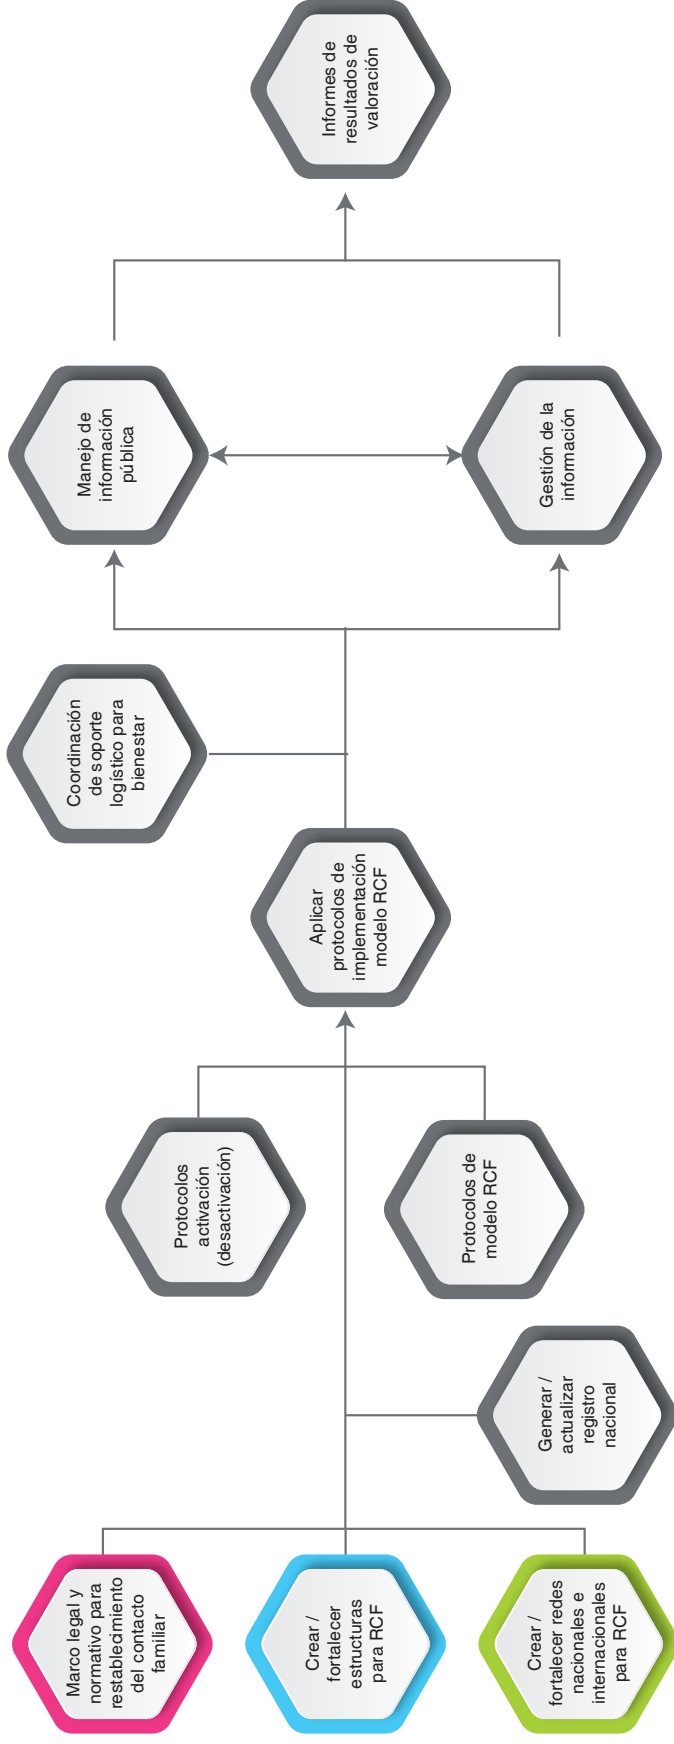 Marco legal y
normativo para
restabledmiento
del contacto
familiar
Crear /
fortalecer
estructuras
para RCF
Crear /
fortalecer redes
nacionales e
internacionales
para RCF
Generar /
actualizar
registro
nacional
Protocolos
activación
(desactivación)
Protocolos de
modelo RCF
Aplicar
protocolos de
implementación
modelo RCF
Coordinación
de soporte
logístico para
bienestar
Manejo de
información
pública
Gestión de la
información
Informes de
resultados de
valoración